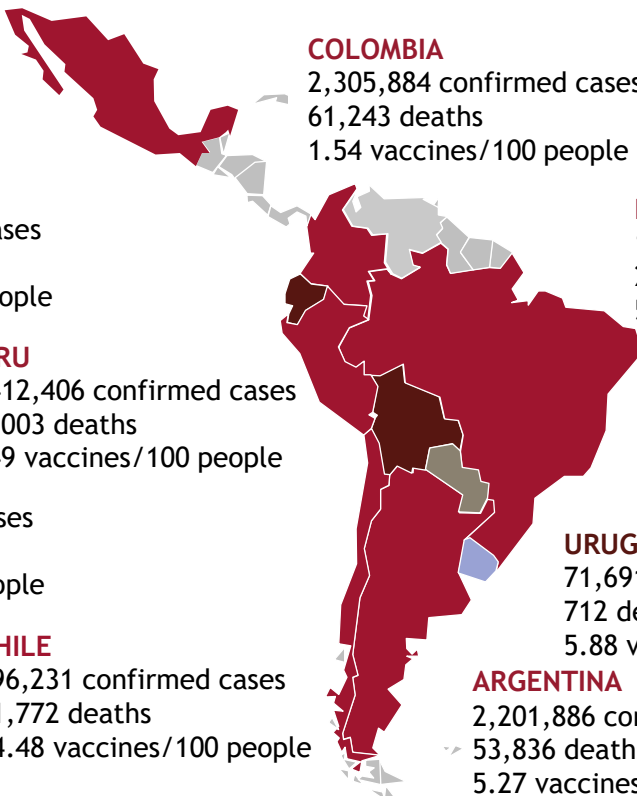 COLOMBIA
2,305,884 confirmed cases
61,243 deaths
1.54 vaccines/100 people
ases
ople
RU
12,406 confirmed cases
003 deaths
9 vaccines/100 people
ses
ople
HILE
96,231 confirmed cases
1,772 deaths
4.48 vaccines/100 people
URUG
71,691
712 de
5.88 v
ARGENTINA
2,201,886 con
53,836 death
5.27 vaccines